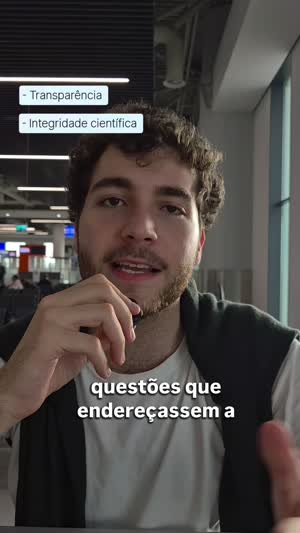 - Transparência
- Integridade científica
questões que
endereçassem a